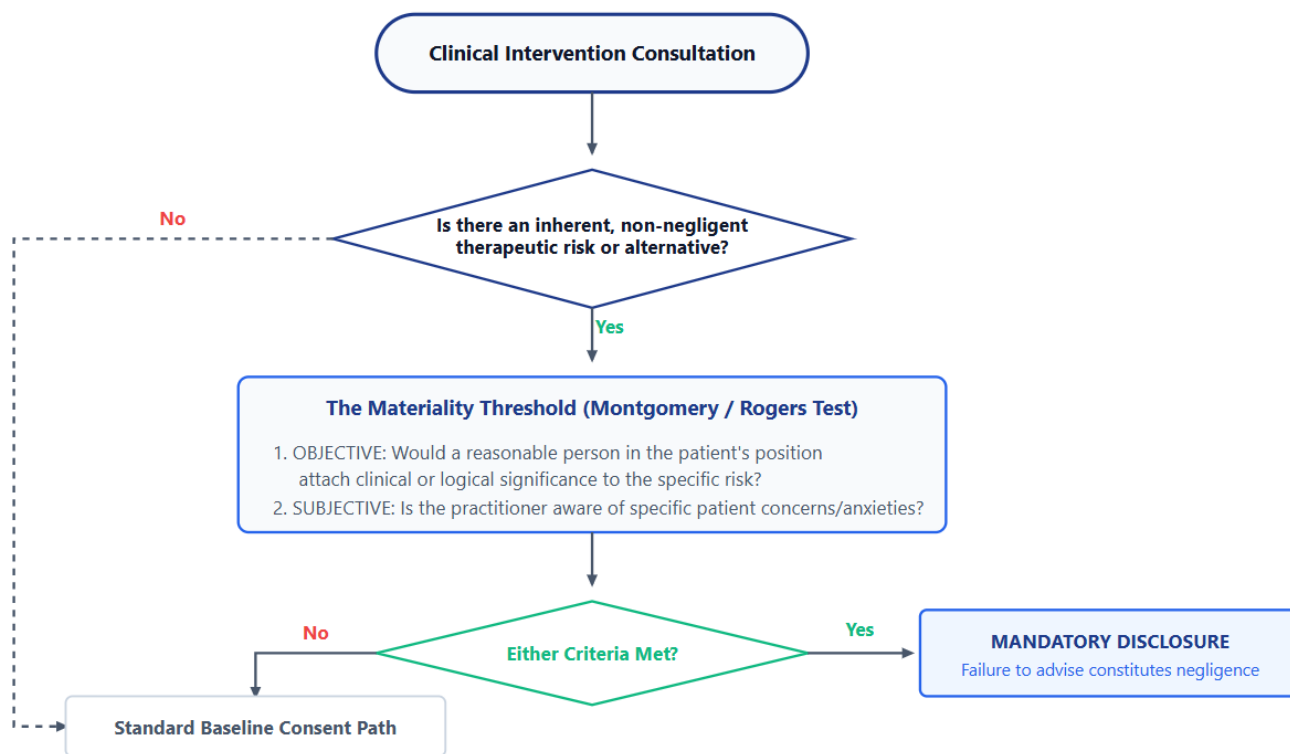 Clinical Intervention Consultation
No
Is there an inherent, non-negligent
therapeutic risk or alternative?
Yes
The Materiality Threshold (Montgomery / Rogers Test)
1. OBJECTIVE: Would a reasonable person in the patient's position
attach clinical or logical significance to the specific risk?
2. SUBJECTIVE: Is the practitioner aware of specific patient concerns/anxieties?
No
Either Criteria Met?
Yes
MANDATORY DISCLOSURE
Failure to advise constitutes negligence
Standard Baseline Consent Path